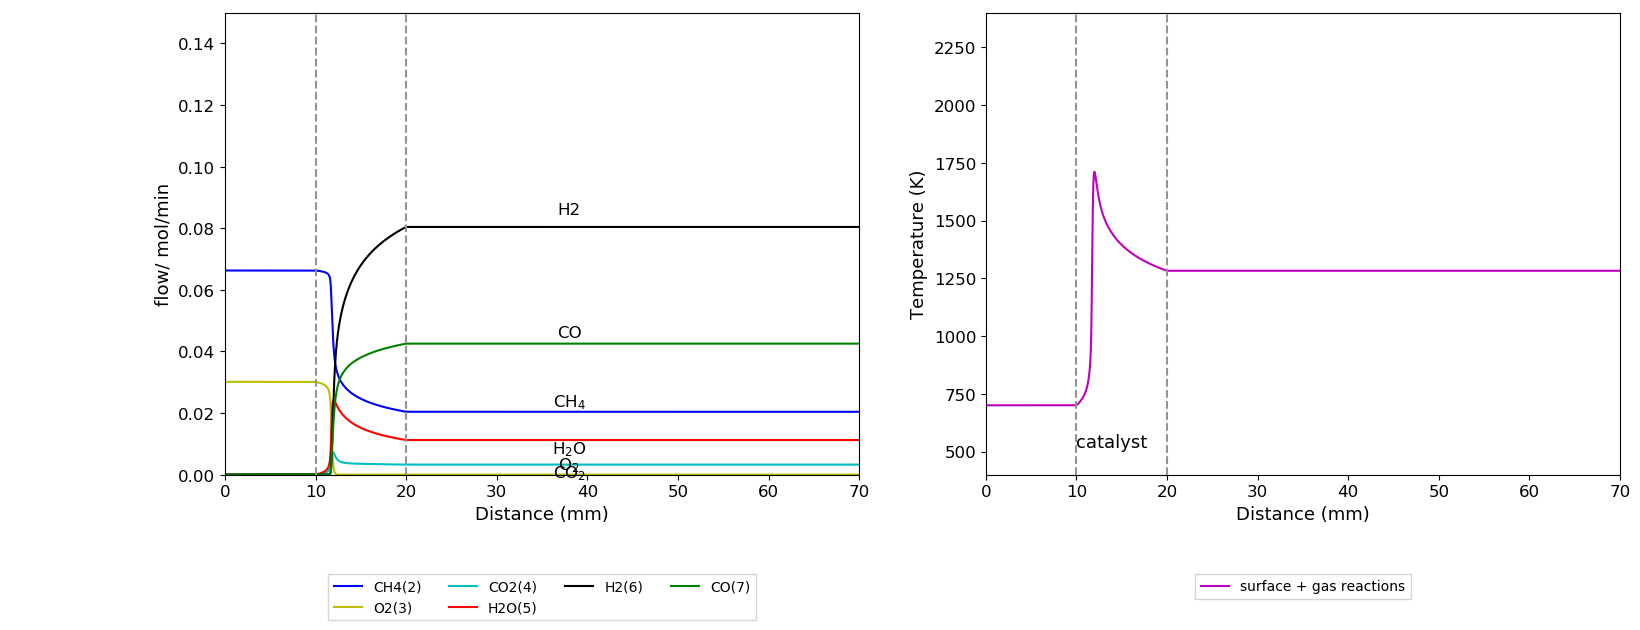 0.14
0.12
0.10
0.08
0.06
0.04
0.02
0.00
flow/ mol/min
H2
CO
CH₄
H₂O
O₂
CO₂
0 10 20 30 40 50 60 70
Distance (mm)
CH4(2) CO2(4) H2(6) CO(7)
O2(3) H2O(5)
2250
2000
1750
1500
1250
1000
750
500
Temperature (K)
catalyst
0 10 20 30 40 50 60 70
Distance (mm)
surface + gas reactions